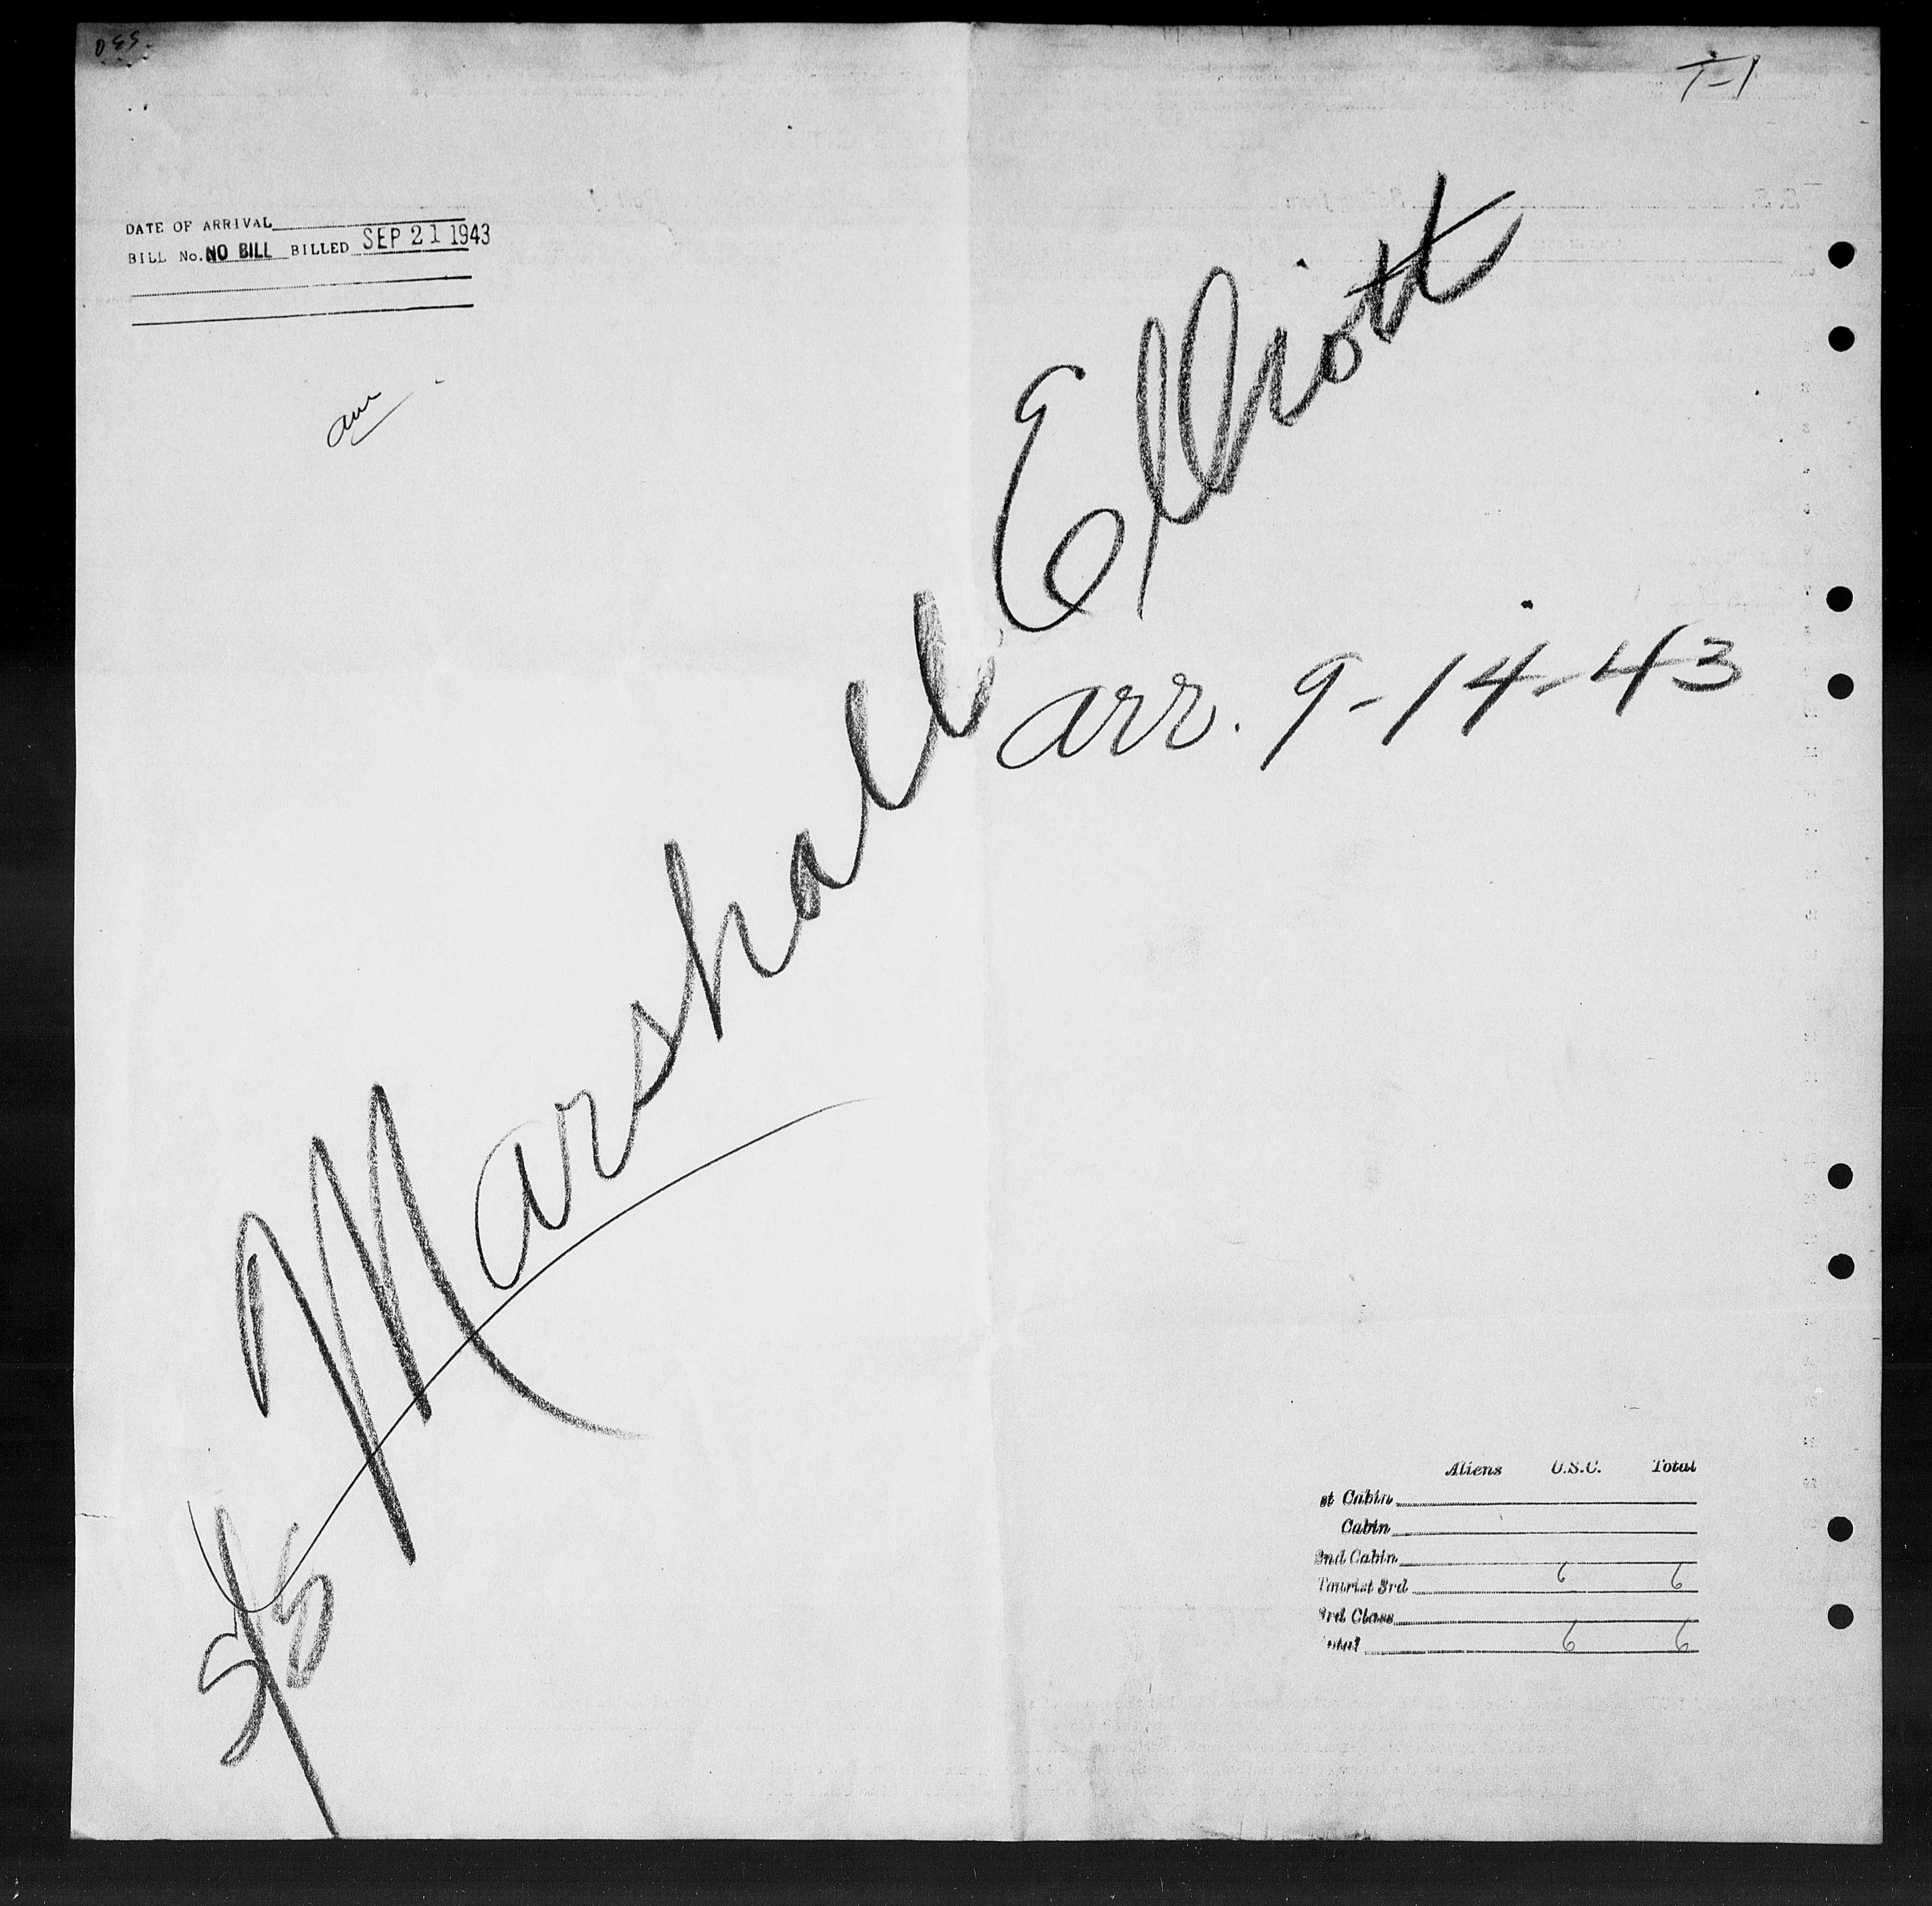 T-1
DATE OF ARRIVAL
BILL No. NO BILL BILLED SEP 21 1943
S/S Marshall Elliott
arr. 9-14-43
Aliens U.S.C. Total
st Cabin
Cabin
2nd Cabin
Tourist 3rd 6 6
3rd Class
Total 6 6